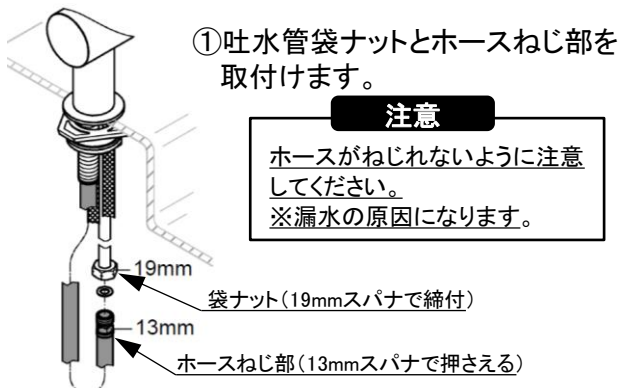 ①吐水管袋ナットとホースねじ部を
取付けます。
注意
ホースがねじれないように注意
してください。
※漏水の原因になります。
19mm
袋ナット(19mmスパナで締付)
13mm
ホースねじ部(13mmスパナで押さえる)